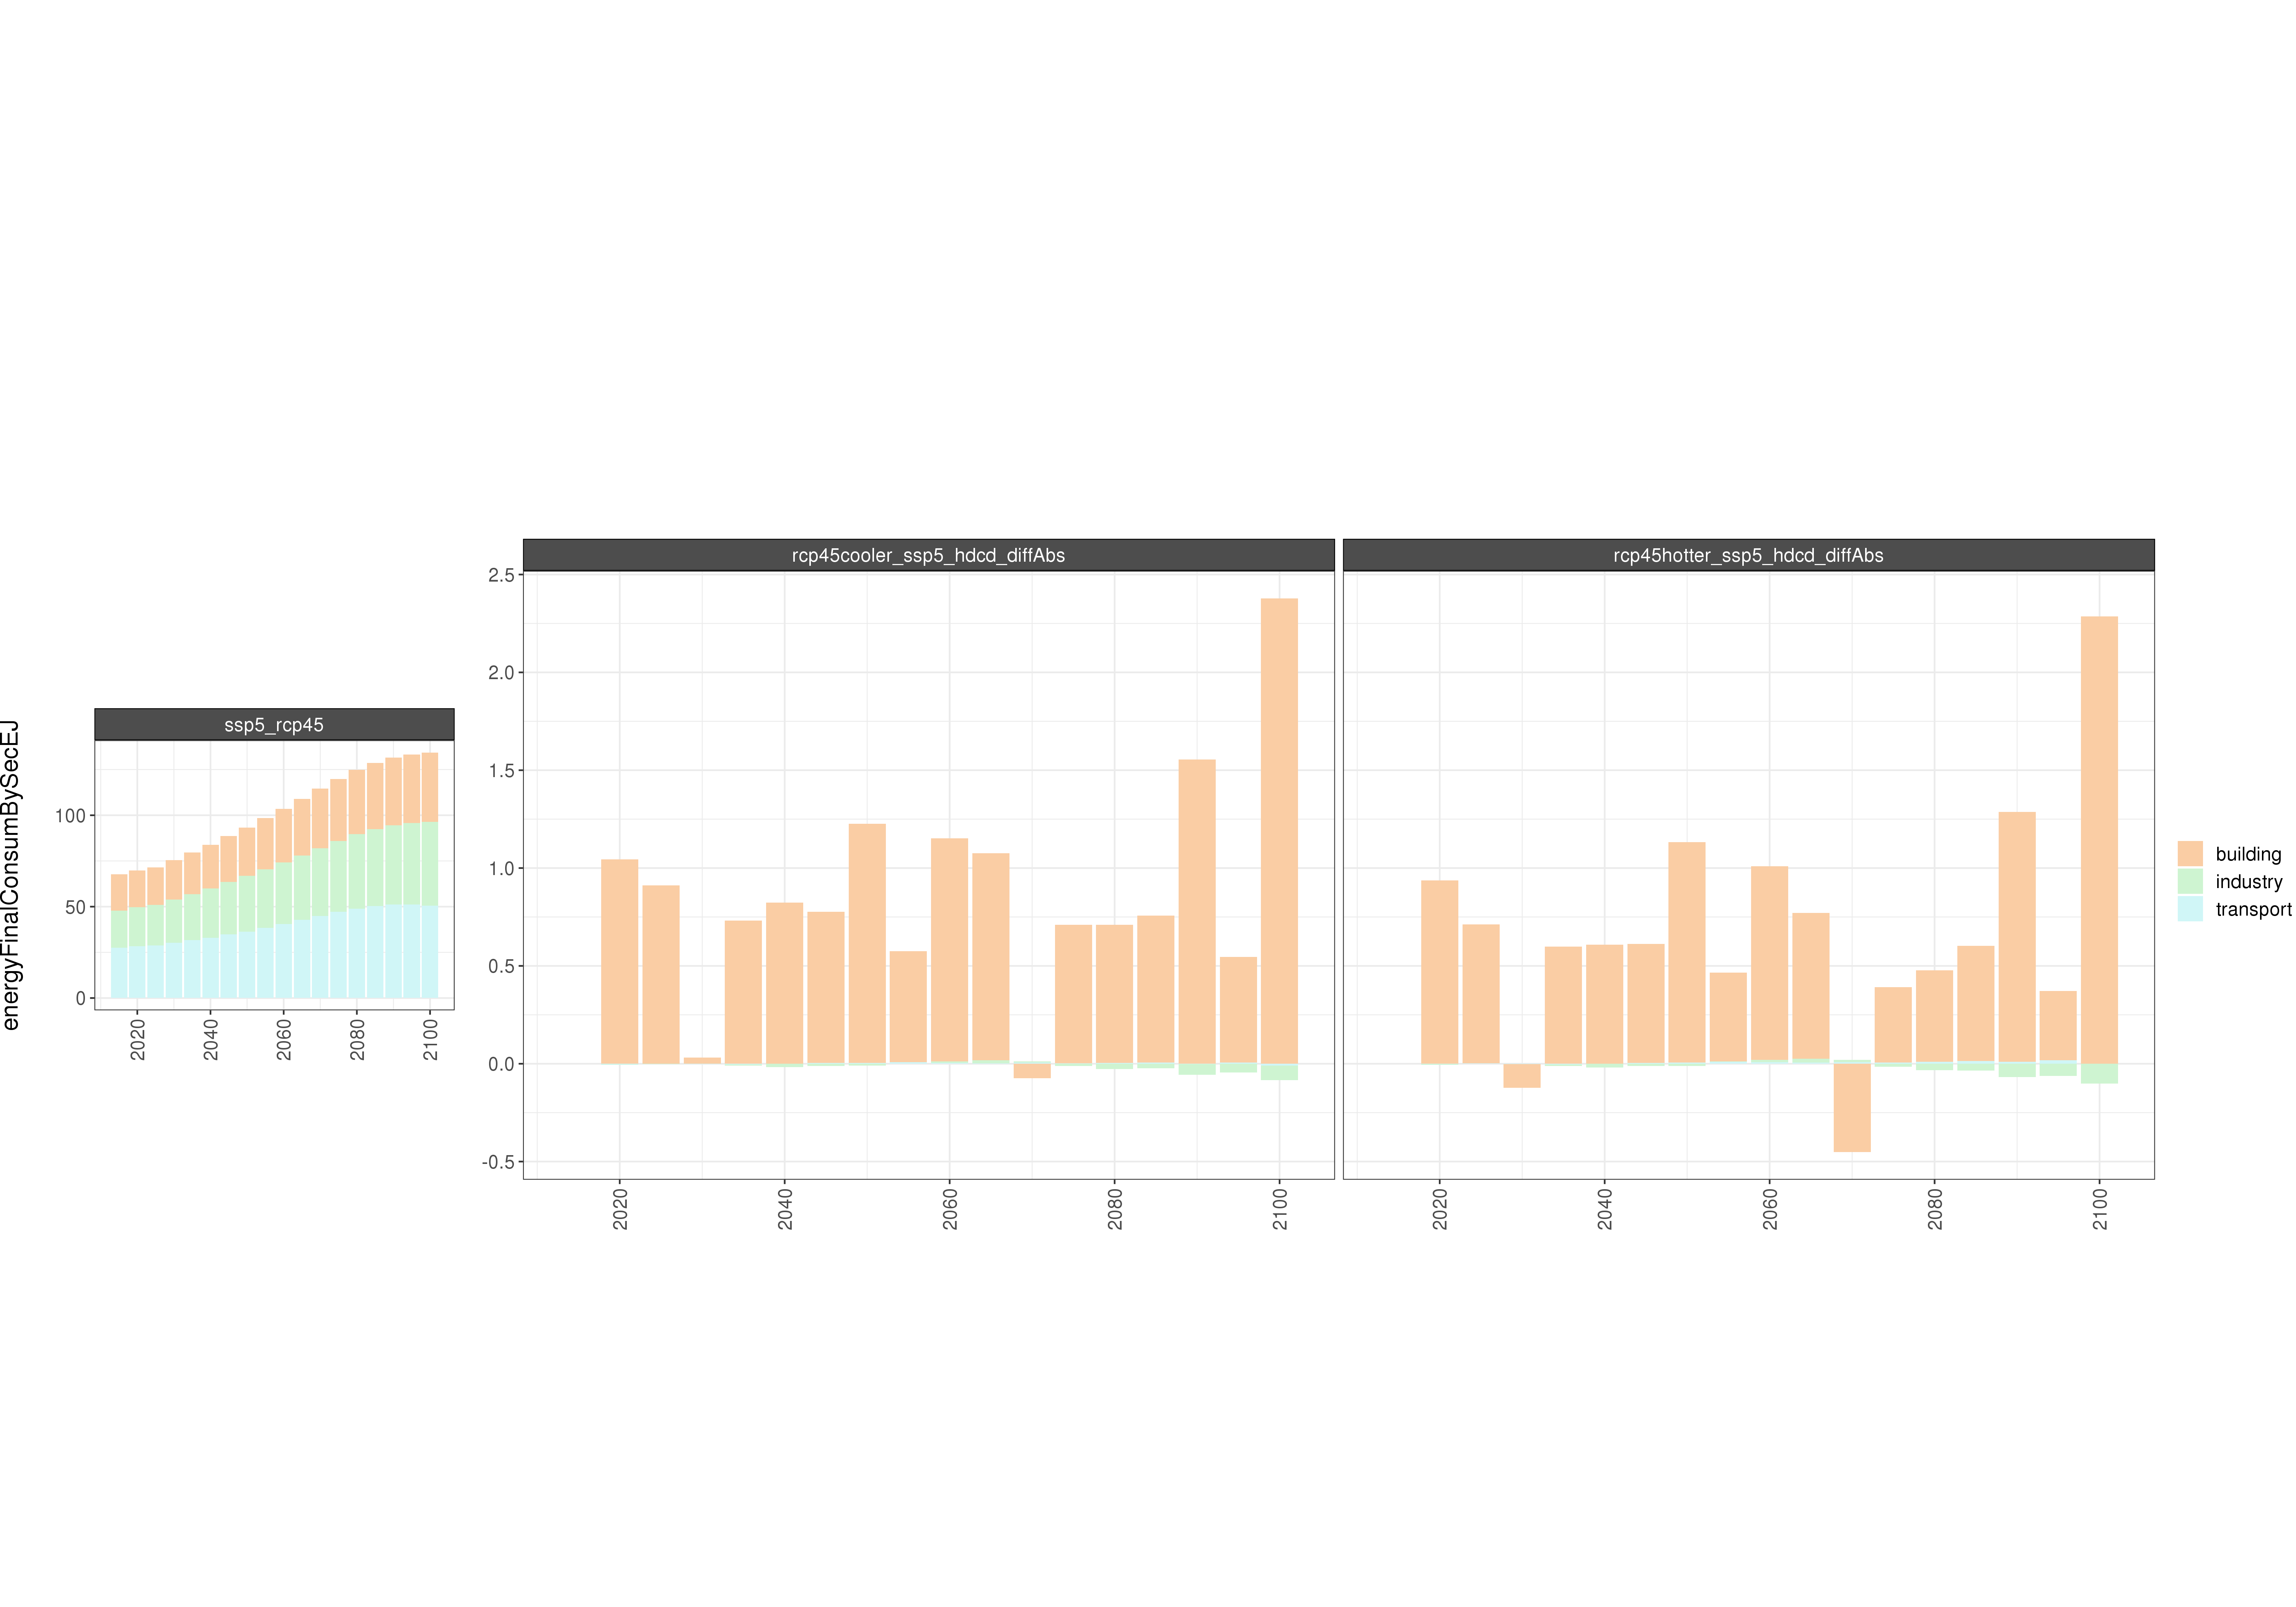 energyFinalConsumBySecEJ
ssp5_rcp45
100
50
0
2020 2040 2060 2080 2100
rcp45cooler_ssp5_hdcd_diffAbs
rcp45hotter_ssp5_hdcd_diffAbs
2.5
2.0
1.5
1.0
0.5
0.0
-0.5
2020 2040 2060 2080 2100
2020 2040 2060 2080 2100
building
industry
transport